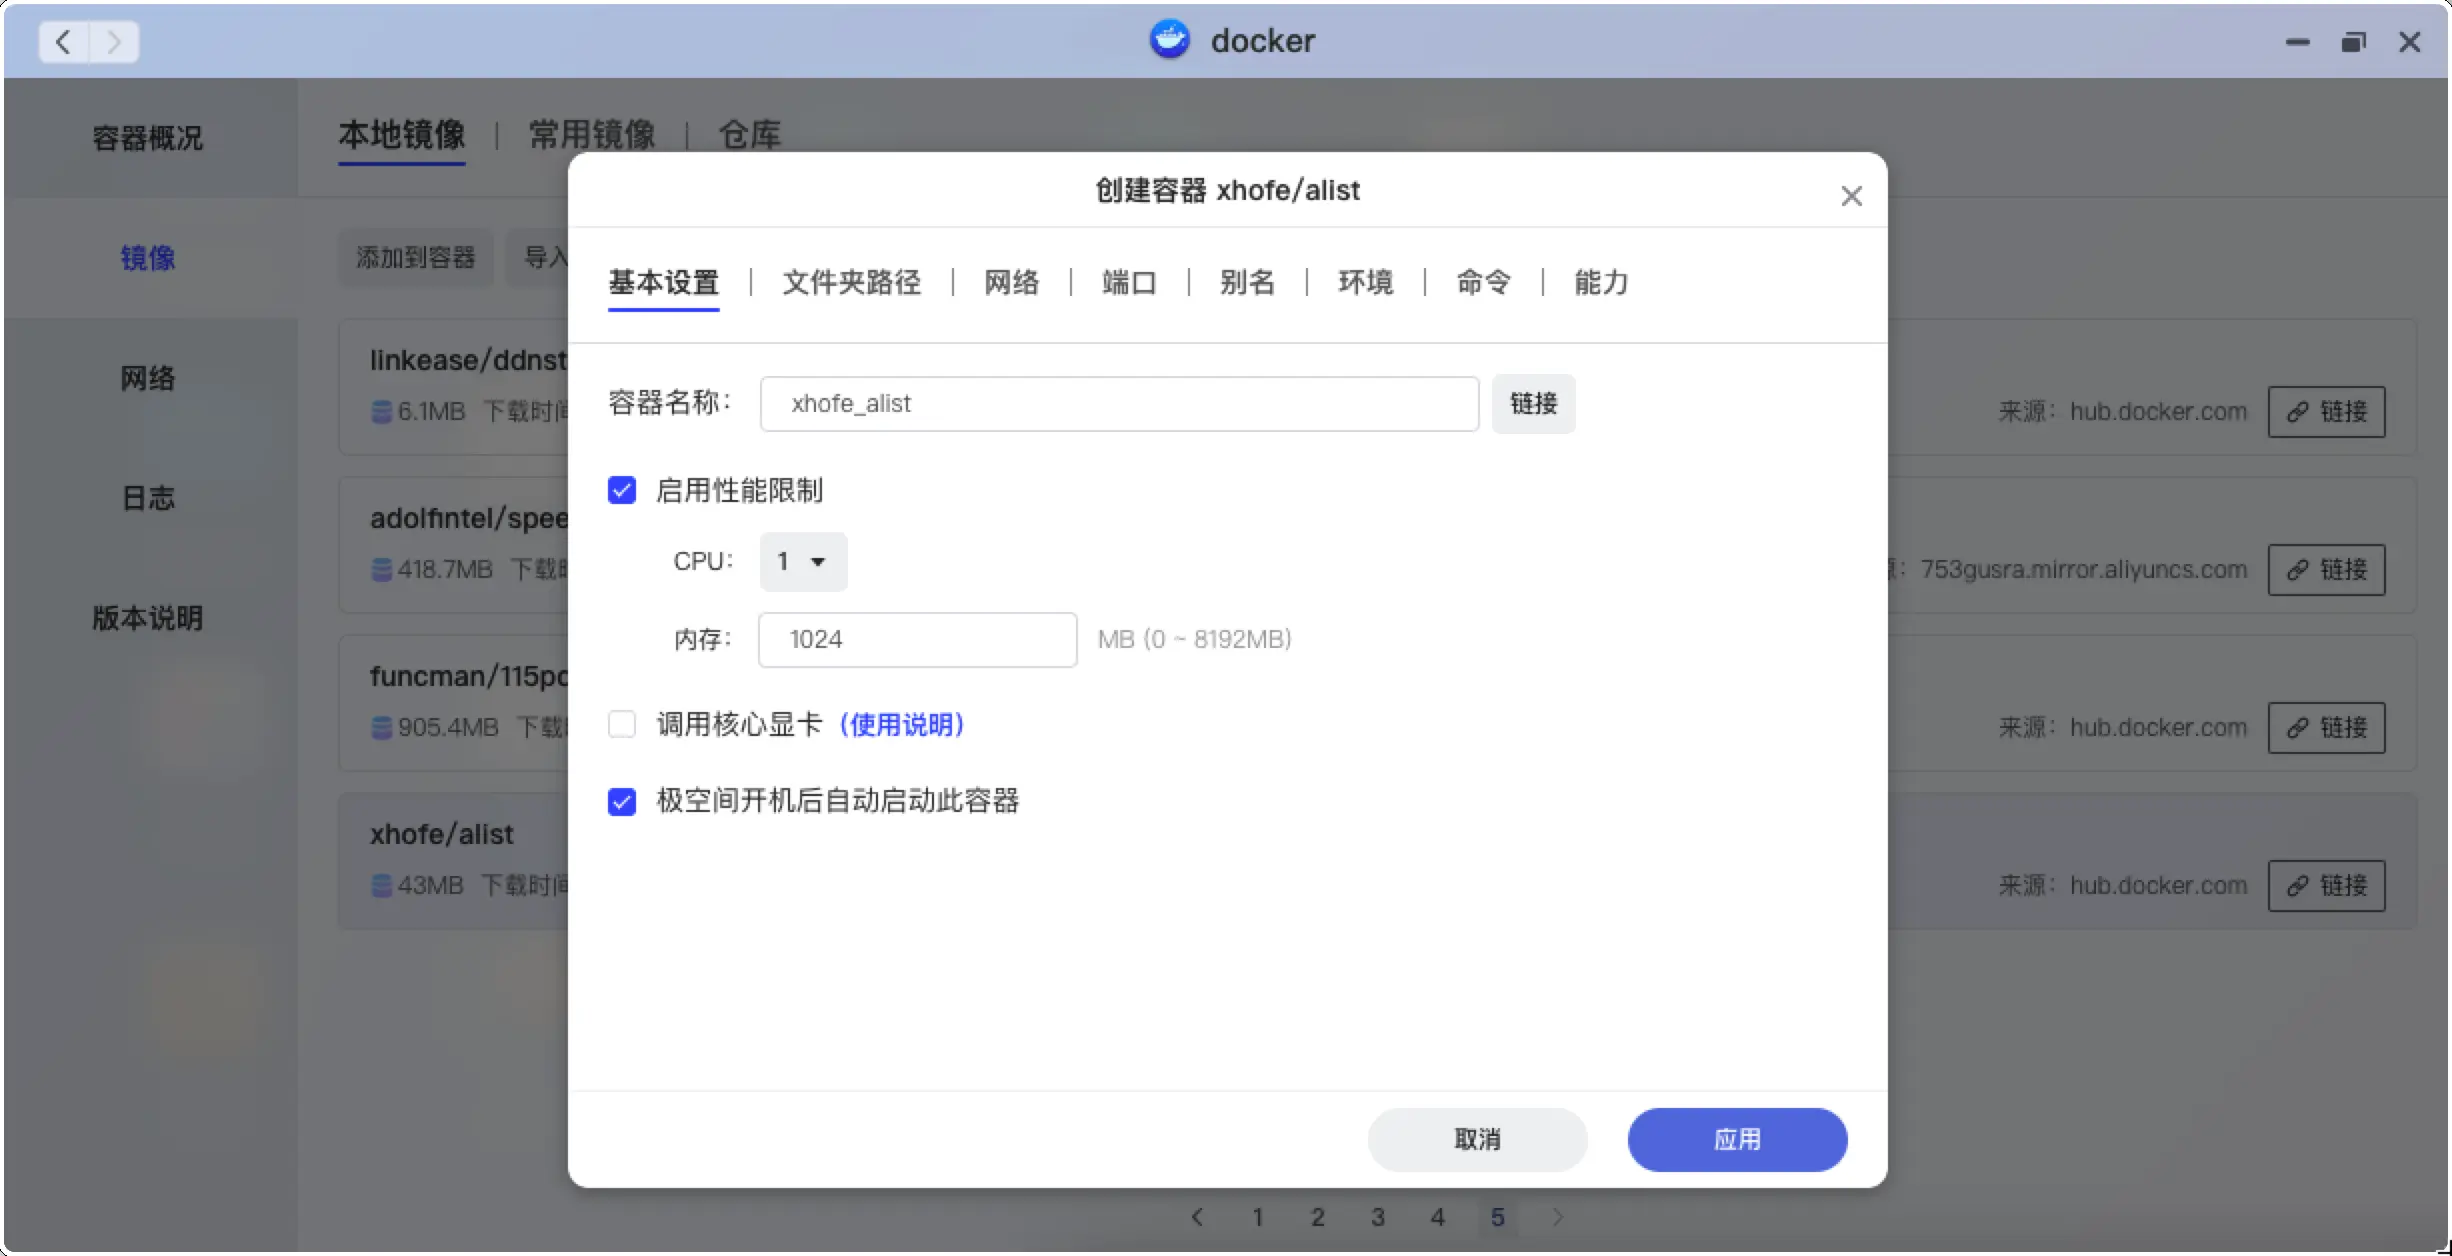 docker
容器概况
镜像
网络
日志
版本说明
本地镜像 | 常用镜像 | 仓库
添加到容器 导入
linkease/ddnst
6.1MB 下载时间
来源: hub.docker.com 链接
adolfintel/spee
418.7MB 下载
753gusra.mirror.aliyuncs.com 链接
funcman/115pc
905.4MB 下载
来源: hub.docker.com 链接
xhofe/alist
43MB 下载时间
来源: hub.docker.com 链接
1 2 3 4 5
创建容器 xhofe/alist
基本设置 | 文件夹路径 | 网络 | 端口 | 别名 | 环境 | 命令 | 能力
容器名称: xhofe_alist 链接
启用性能限制
CPU: 1
内存: 1024 MB (0 ~ 8192MB)
调用核心显卡 (使用说明)
极空间开机后自动启动此容器
取消 应用